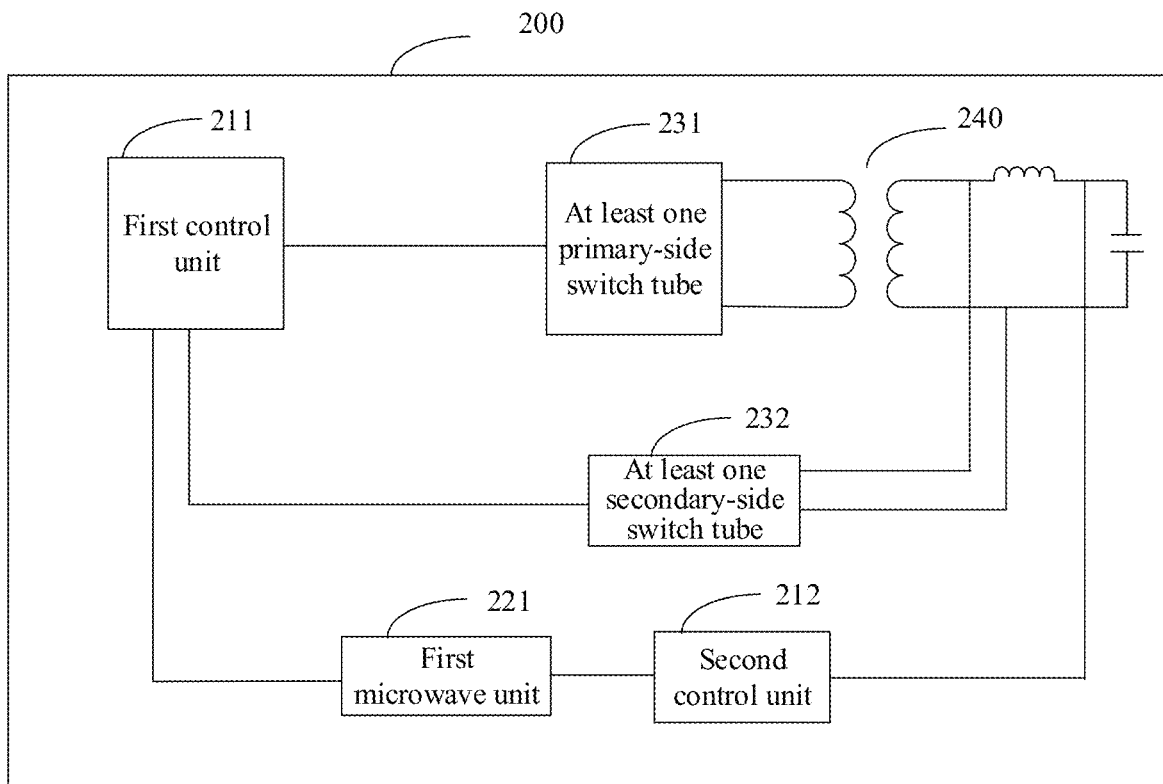 200
211
231
240
First control
unit
At least one
primary-side
switch tube
232
At least one
secondary-side
switch tube
221
212
First
microwave unit
Second
control unit